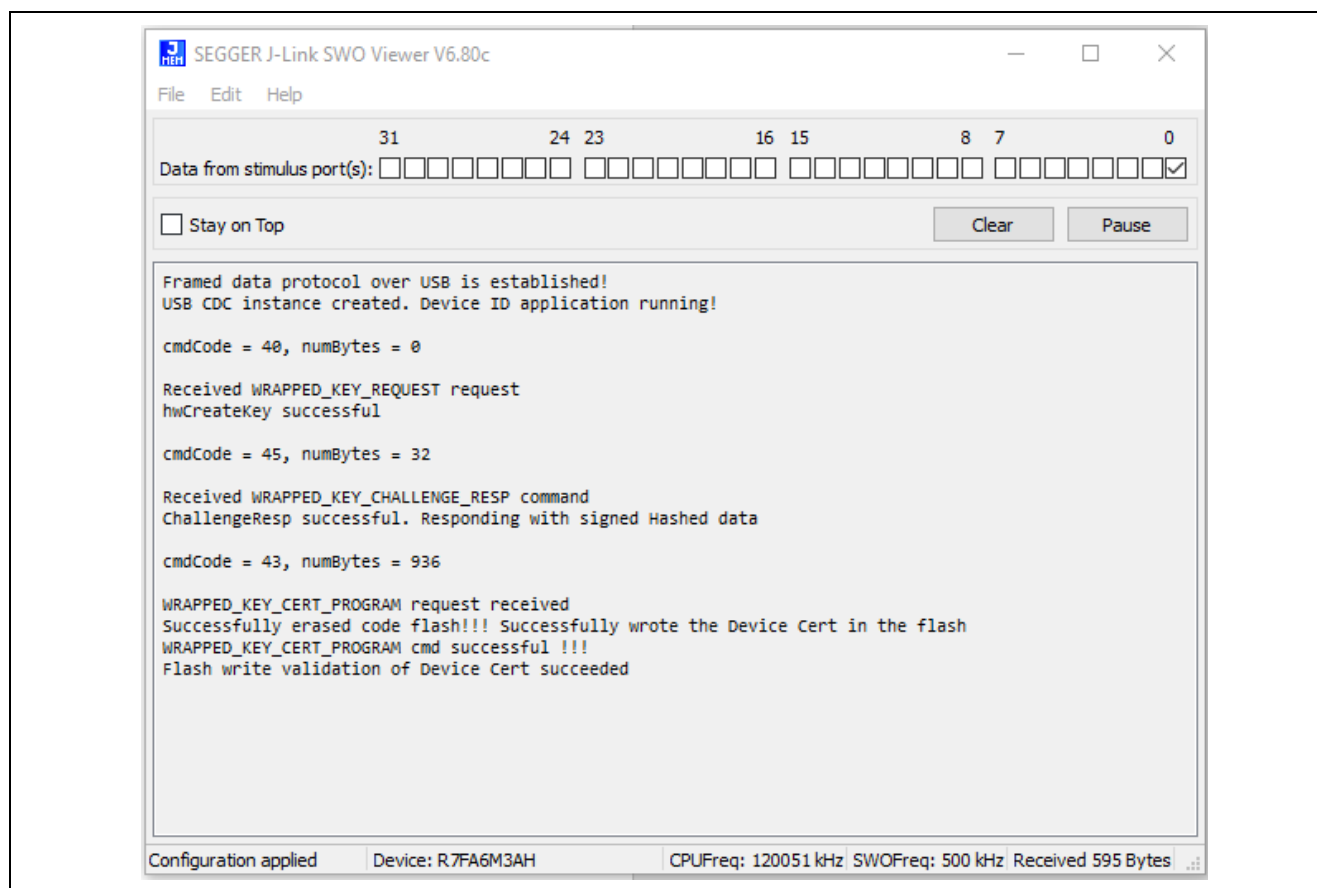 J
MEM
SEGGER J-Link SWO Viewer V6.80c
File Edit Help
31 24 23 16 15 8 7 0
Data from stimulus port(s):
Stay on Top Clear Pause
Framed data protocol over USB is established!
USB CDC instance created. Device ID application running!
cmdCode = 40, numBytes = 0
Received WRAPPED_KEY_REQUEST request
hwCreateKey successful
cmdCode = 45, numBytes = 32
Received WRAPPED_KEY_CHALLENGE_RESP command
ChallengeResp successful. Responding with signed Hashed data
cmdCode = 43, numBytes = 936
WRAPPED_KEY_CERT_PROGRAM request received
Successfully erased code flash!!! Successfully wrote the Device Cert in the flash
WRAPPED_KEY_CERT_PROGRAM cmd successful !!!
Flash write validation of Device Cert succeeded
Configuration applied Device: R7FA6M3AH CPUFreq: 120051 kHz SWOFreq: 500 kHz Received 595 Bytes